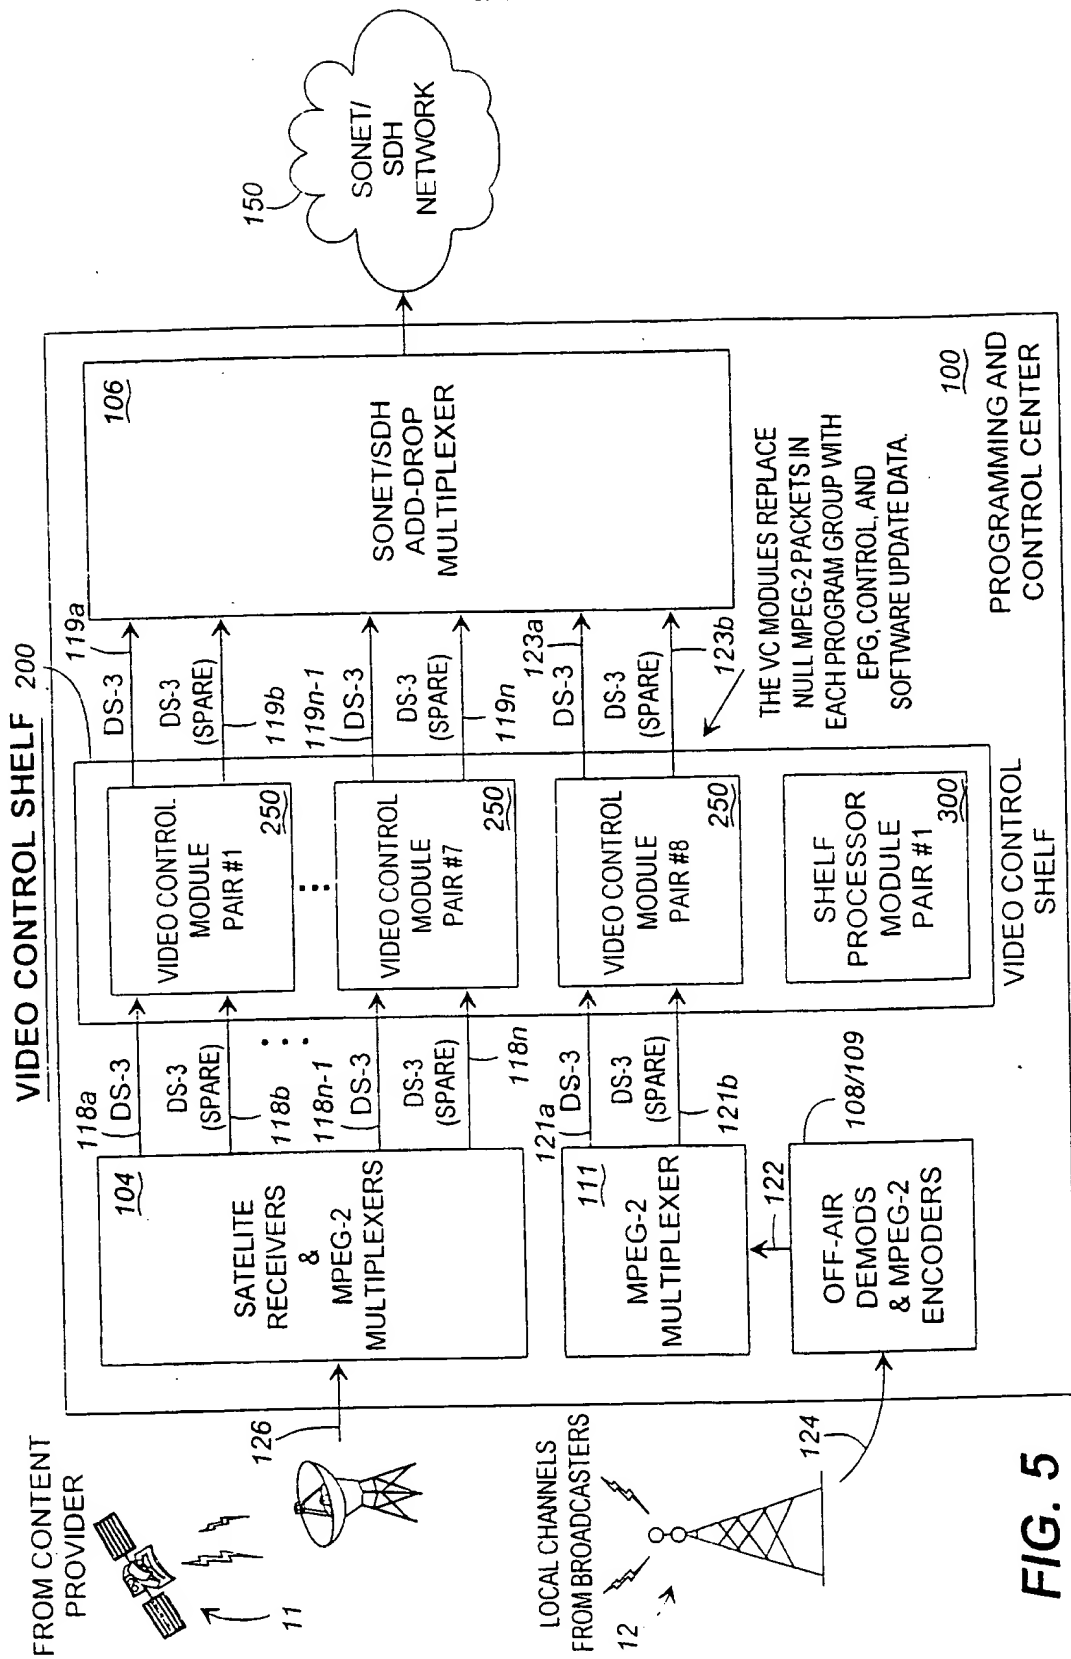 VIDEO CONTROL SHELF
FROM CONTENT
PROVIDER
11
126
LOCAL CHANNELS
FROM BROADCASTERS
12
124
104
SATELITE
RECEIVERS
&
MPEG-2
MULTIPLEXERS
111
MPEG-2
MULTIPLEXER
122
108/109
OFF-AIR
DEMODS
& MPEG-2
ENCODERS
118a
DS-3
DS-3
(SPARE)
118b
118n-1
DS-3
DS-3
(SPARE)
118n
121a
DS-3
DS-3
(SPARE)
121b
200
VIDEO CONTROL
MODULE
PAIR #1
250
VIDEO CONTROL
MODULE
PAIR #7
250
VIDEO CONTROL
MODULE
PAIR #8
250
SHELF
PROCESSOR
MODULE
PAIR #1
300
VIDEO CONTROL
SHELF
119a
DS-3
DS-3
(SPARE)
119b
119n-1
DS-3
DS-3
(SPARE)
119n
123a
DS-3
DS-3
(SPARE)
123b
THE VC MODULES REPLACE
NULL MPEG-2 PACKETS IN
EACH PROGRAM GROUP WITH
EPG, CONTROL, AND
SOFTWARE UPDATE DATA.
106
SONET/SDH
ADD-DROP
MULTIPLEXER
100
PROGRAMMING AND
CONTROL CENTER
150
SONET/
SDH
NETWORK
FIG. 5